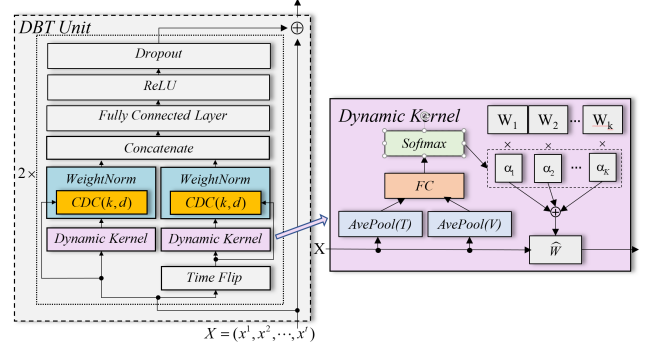 DBT Unit
Dropout
ReLU
Fully Connected Layer
Concatenate
2×
WeightNorm WeightNorm
CDC(k,d) CDC(k,d)
Dynamic Kernel Dynamic Kernel
Time Flip
X = (x¹, x², ⋯, xᵗ)
Dynamic Kernel
W₁ W₂ ... Wₖ
Softmax
× × ×
α₁ α₂ ... α_K
FC
AvePool(T) AvePool(V)
X
Ŵ